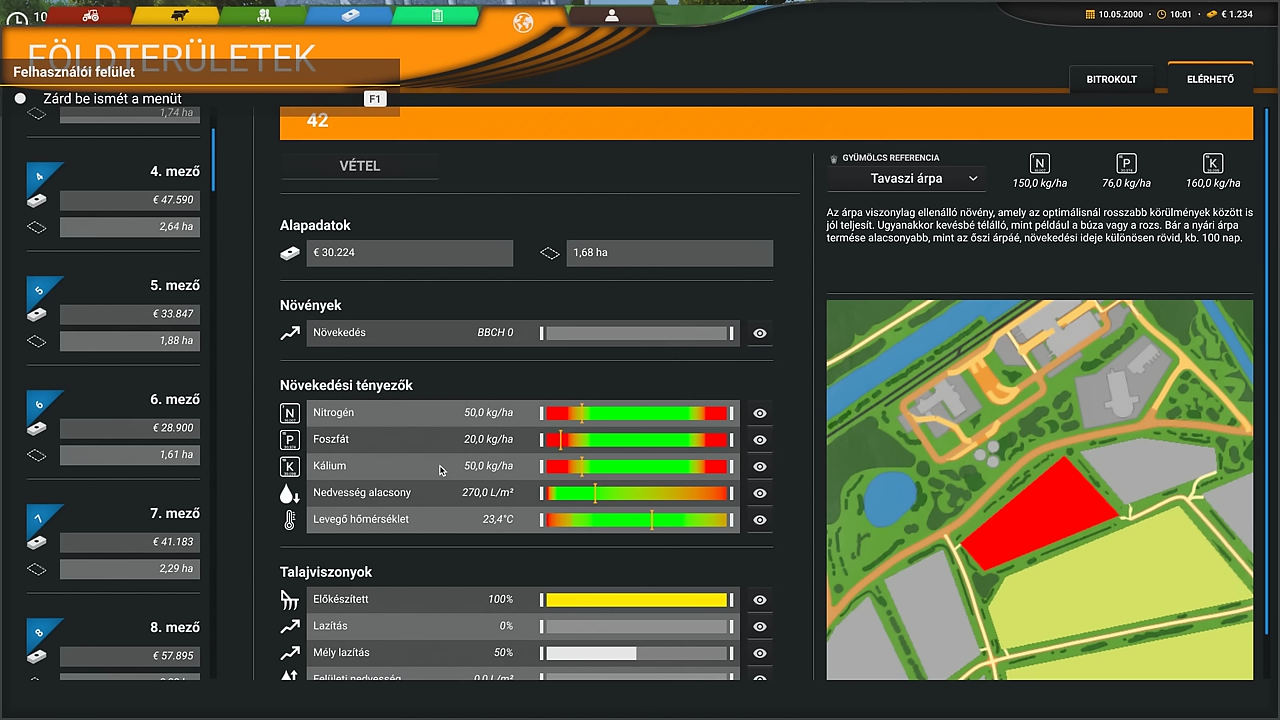 10
10.05.2000 · 10:01 · € 1.234
FÖLDTERÜLETEK
Felhasználói felület
Zárd be ismét a menüt F1
BITROKOLT
ELÉRHETŐ
1,74 ha
4
4. mező
€ 47.590
2,64 ha
5
5. mező
€ 33.847
1,88 ha
6
6. mező
€ 28.900
1,61 ha
7
7. mező
€ 41.183
2,29 ha
8
8. mező
€ 57.895
42
VÉTEL
Alapadatok
€ 30.224
1,68 ha
Növények
Növekedés BBCH 0
Növekedési tényezők
N Nitrogén 50,0 kg/ha
P Foszfát 20,0 kg/ha
K Kálium 50,0 kg/ha
Nedvesség alacsony 270,0 L/m²
Levegő hőmérséklet 23,4°C
Talajviszonyok
Előkészített 100%
Lazítás 0%
Mély lazítás 50%
Felületi nedvesség 0,0 L/m²
GYÜMÖLCS REFERENCIA
Tavaszi árpa
N P K
150,0 kg/ha 76,0 kg/ha 160,0 kg/ha
Az árpa viszonylag ellenálló növény, amely az optimálisnál rosszabb körülmények között is
jól teljesít. Ugyanakkor kevésbé télálló, mint például a búza vagy a rozs. Bár a nyári árpa
termése alacsonyabb, mint az őszi árpáé, növekedési ideje különösen rövid, kb. 100 nap.